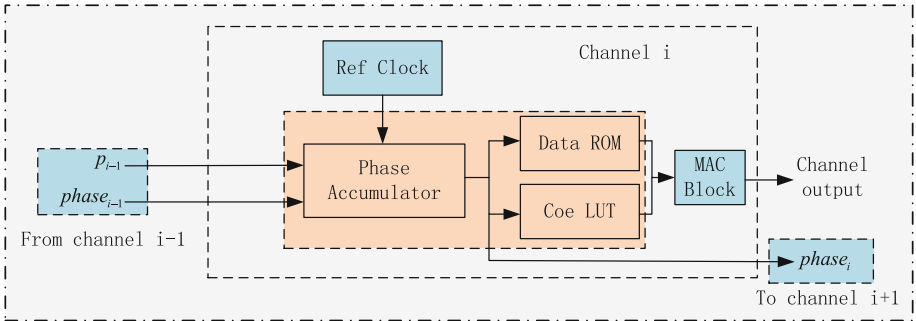 Channel i
Ref Clock
Data ROM
Phase
Accumulator
MAC
Block
Channel
output
Coe LUT
p_{i-1}
phase_{i-1}
From channel i-1
phase_i
To channel i+1